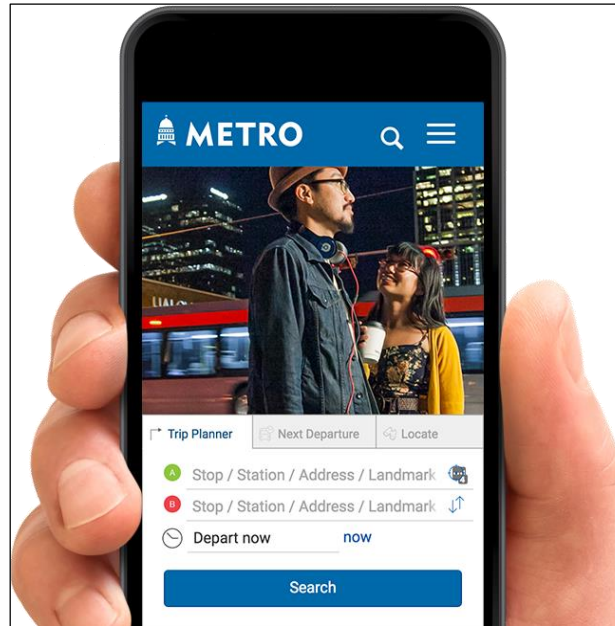 METRO
Trip Planner
Next Departure
Locate
A
Stop / Station / Address / Landmark
B
Stop / Station / Address / Landmark
Depart now
now
Search